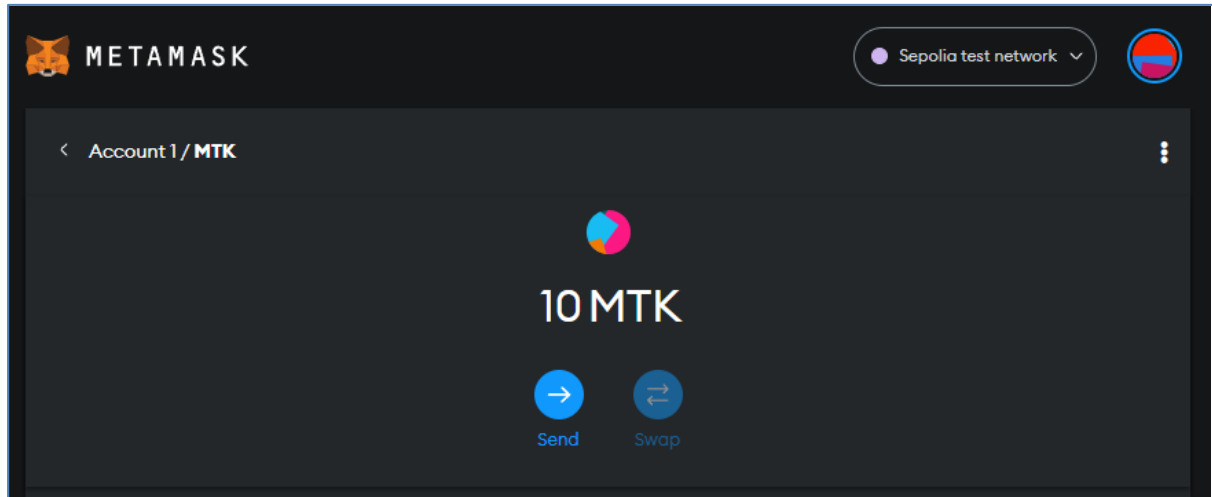 METAMASK
Sepolia test network
Account 1 / MTK
10 MTK
Send
Swap